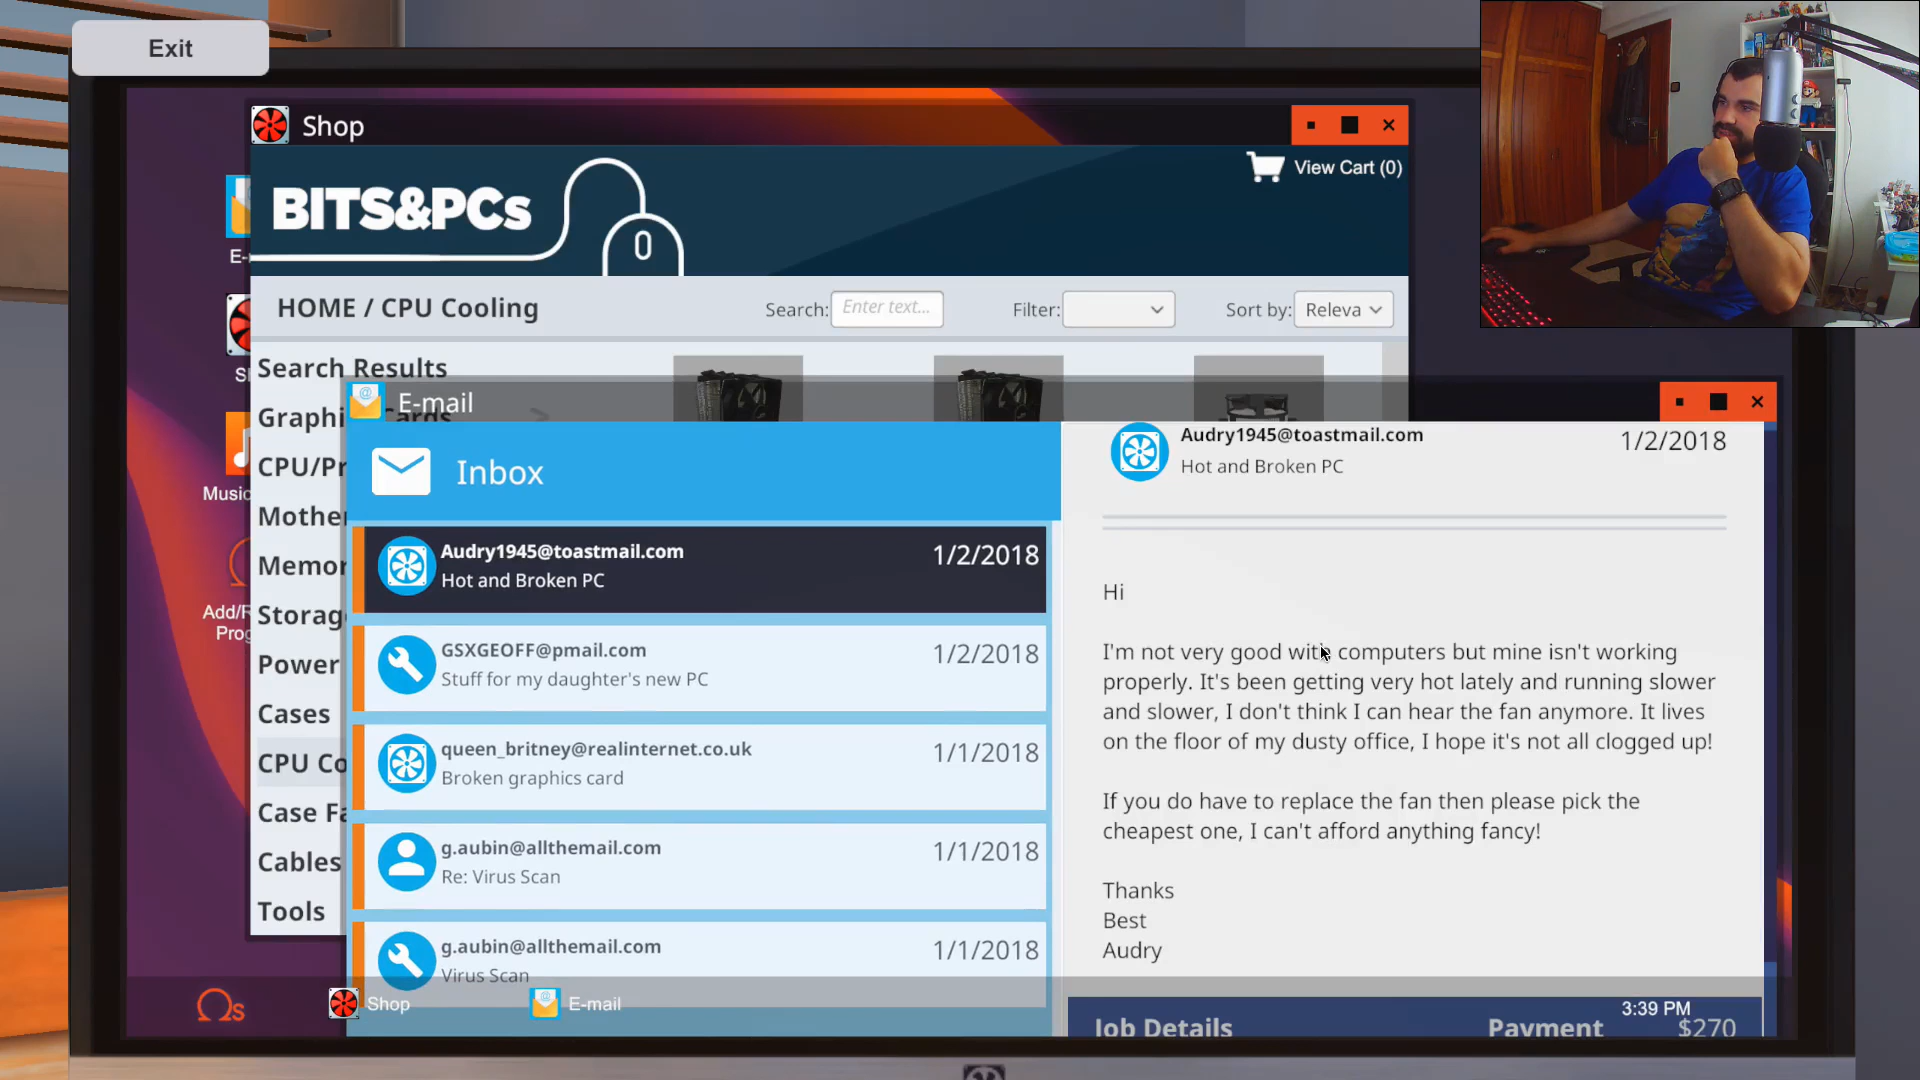 Exit
Shop
BITS&PCs
View Cart (0)
HOME / CPU Cooling
Search:
Enter text...
Filter:
Sort by:
Releva
Search Results
Graphi
CPU/Pr
Mothe
Memor
Storag
Power
Cases
CPU Co
Case Fa
Cables
Tools
E-
Music
Add/R
Prog
E-mail
Inbox
Audry1945@toastmail.com
1/2/2018
Hot and Broken PC
GSXGEOFF@pmail.com
1/2/2018
Stuff for my daughter's new PC
queen_britney@realinternet.co.uk
1/1/2018
Broken graphics card
g.aubin@allthemail.com
1/1/2018
Re: Virus Scan
g.aubin@allthemail.com
1/1/2018
Virus Scan
Audry1945@toastmail.com
1/2/2018
Hot and Broken PC
Hi
I'm not very good with computers but mine isn't working
properly. It's been getting very hot lately and running slower
and slower, I don't think I can hear the fan anymore. It lives
on the floor of my dusty office, I hope it's not all clogged up!
If you do have to replace the fan then please pick the
cheapest one, I can't afford anything fancy!
Thanks
Best
Audry
Job Details
Payment
$270
Ωs
Shop
E-mail
3:39 PM